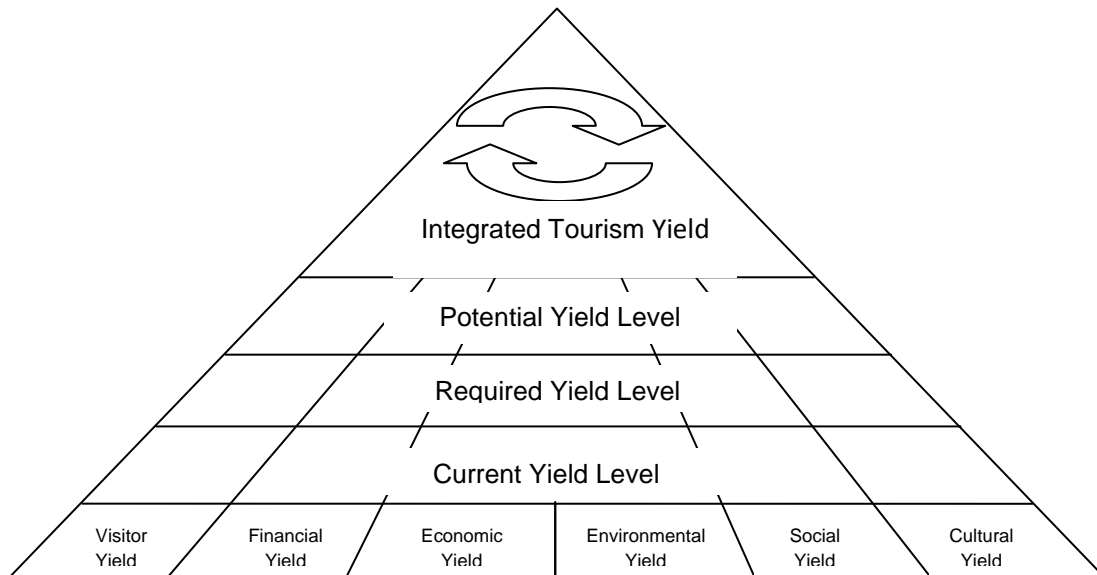 Integrated Tourism Yield
Potential Yield Level
Required Yield Level
Current Yield Level
Visitor
Yield
Financial
Yield
Economic
Yield
Environmental
Yield
Social
Yield
Cultural
Yield